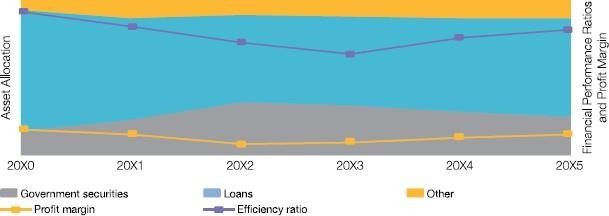 Asset Allocation
Financial Performance Ratios
and Profit Margin
20X0 20X1 20X2 20X3 20X4 20X5
Government securities Loans Other
Profit margin Efficiency ratio